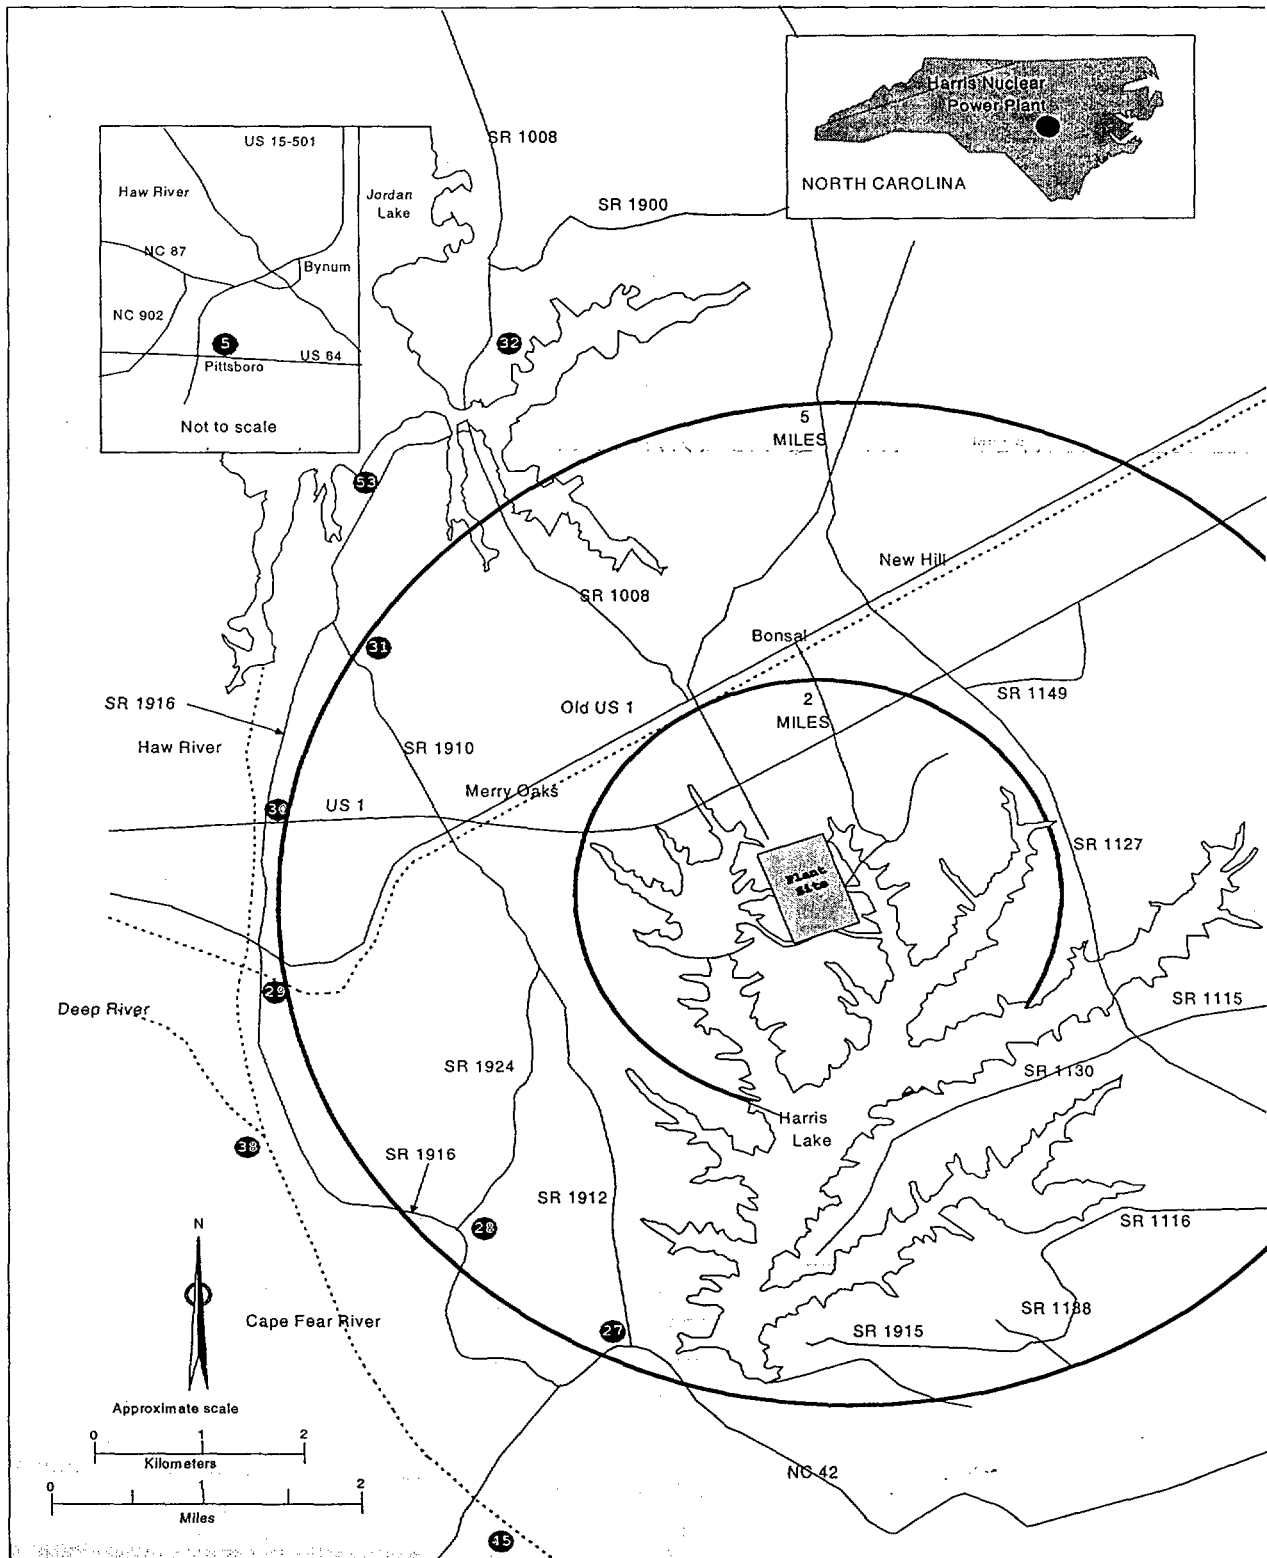 SR 1008
Harris Nuclear
Power Plant
NORTH CAROLINA
US 15-501
Haw River
NC 87
Bynum
NC 902
5
US 64
Pittsboro
Not to scale
Jordan
Lake
SR 1900
32
5
MILES
53
New Hill
SR 1008
Bonsal
31
SR 1149
SR 1916
Old US 1
2
MILES
Haw River
SR 1910
Merry Oaks
30
US 1
SR 1127
Plant
Site
29
SR 1115
Deep River
SR 1924
SR 1130
Harris
Lake
38
SR 1916
SR 1912
28
SR 1116
N
Cape Fear River
27
SR 1188
SR 1915
Approximate scale
0 1 2
Kilometers
0 1 2
Miles
NC 42
45